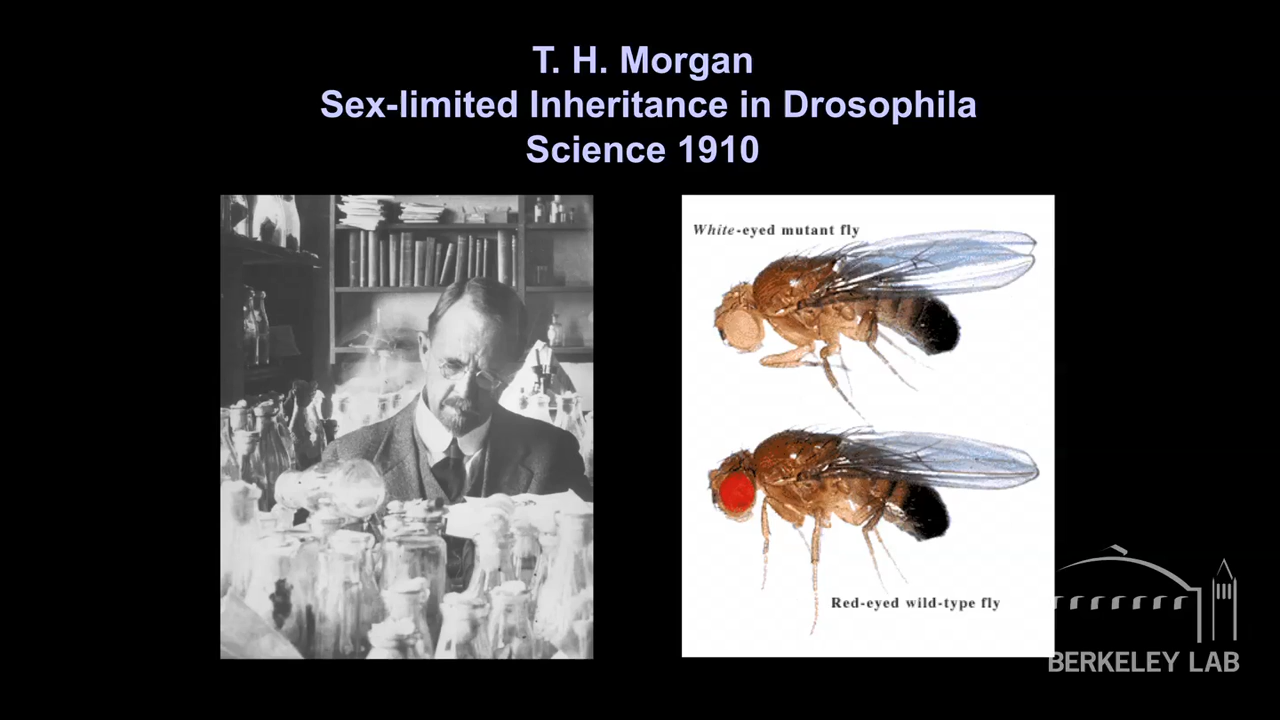 T. H. Morgan
Sex-limited Inheritance in Drosophila
Science 1910
White-eyed mutant fly
Red-eyed wild-type fly
BERKELEY LAB